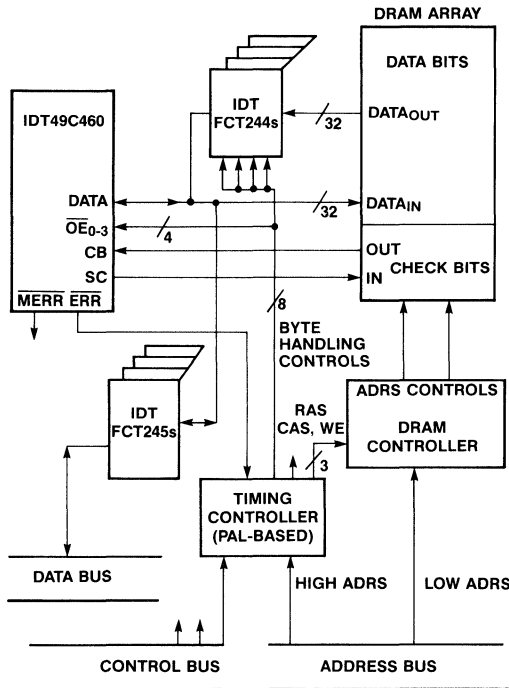 DRAM ARRAY
DATA BITS
IDT
FCT244s
IDT49C460
32
DATAOUT
DATA
32
DATAIN
OE0-3
4
CB
OUT
SC
IN
CHECK BITS
MERR ERR
8
BYTE
HANDLING
CONTROLS
ADRS CONTROLS
IDT
FCT245s
RAS
CAS, WE
DRAM
CONTROLLER
3
TIMING
CONTROLLER
(PAL-BASED)
DATA BUS
HIGH ADRS
LOW ADRS
CONTROL BUS
ADDRESS BUS